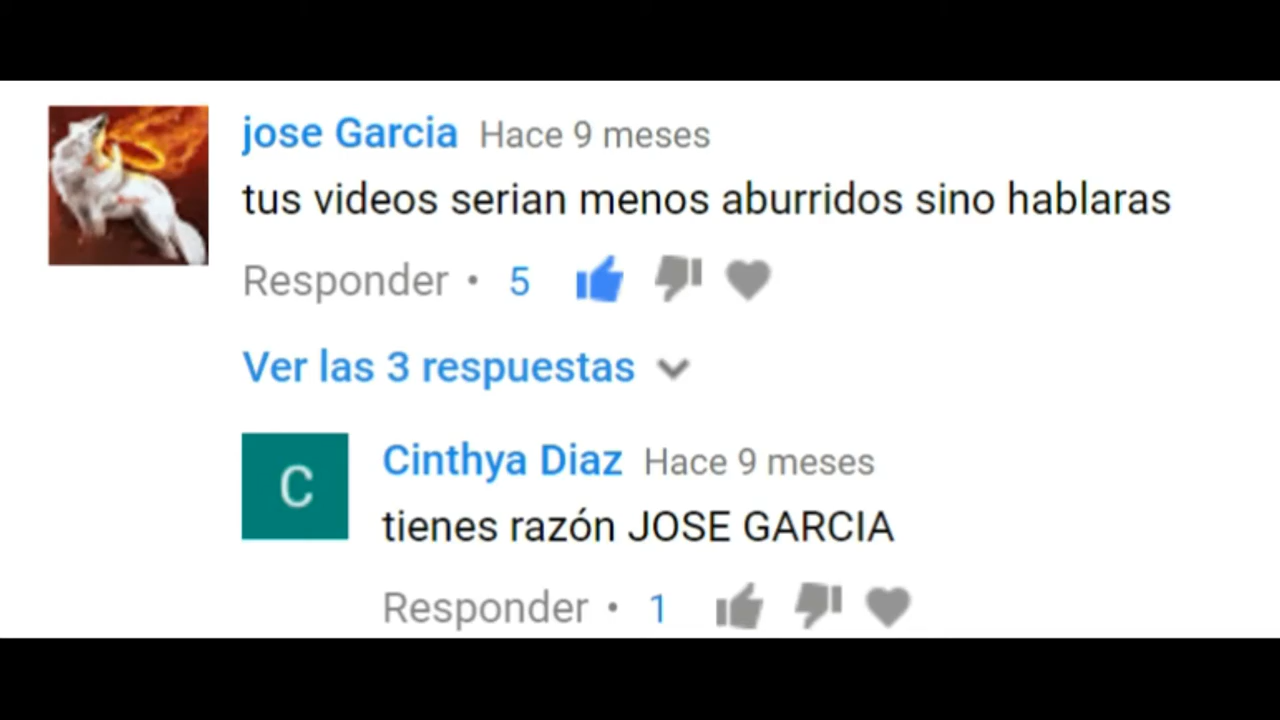 jose Garcia Hace 9 meses
tus videos serian menos aburridos sino hablaras
Responder • 5
Ver las 3 respuestas
C
Cinthya Diaz Hace 9 meses
tienes razón JOSE GARCIA
Responder • 1